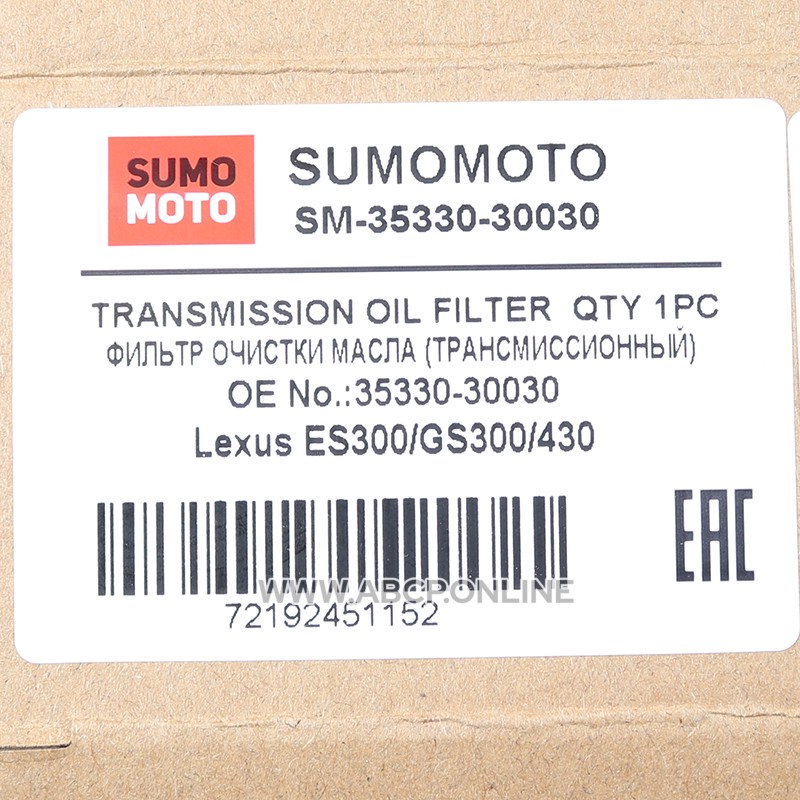 SUMO
MOTO
SUMOMOTO
SM-35330-30030
TRANSMISSION OIL FILTER QTY 1PC
ФИЛЬТР ОЧИСТКИ МАСЛА (ТРАНСМИССИОННЫЙ)
OE No.:35330-30030
Lexus ES300/GS300/430
EAC
WWW.ABCP.ONLINE
72192451152